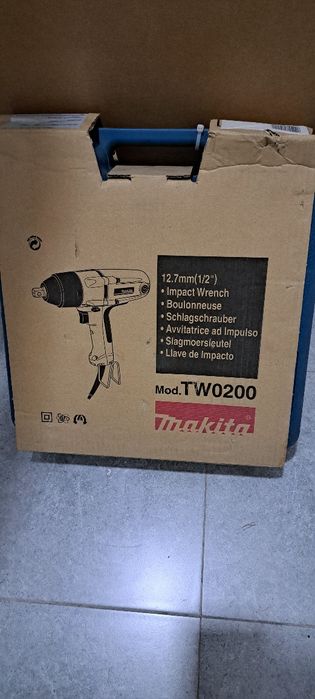 12.7mm(1/2")
• Impact Wrench
• Boulonneuse
• Schlagschrauber
• Avvitatrice ad Impulso
• Slagmoersleutel
• Llave de Impacto
Mod.TW0200
makita